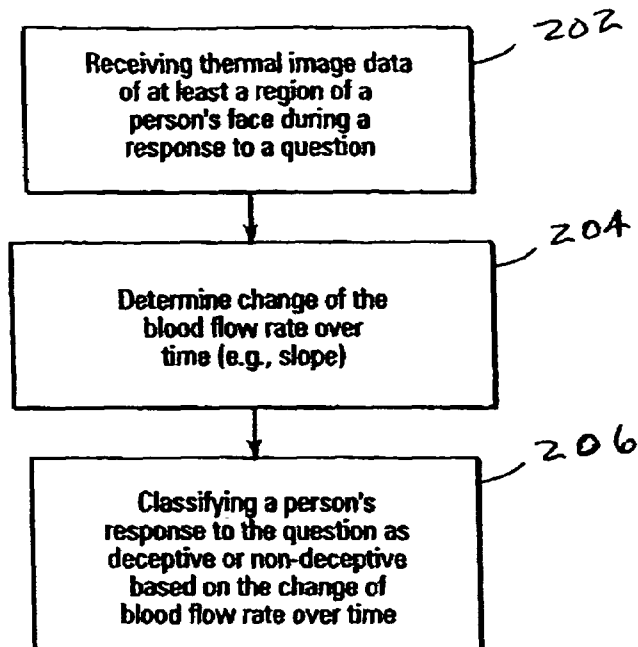 202
Receiving thermal image data
of at least a region of a
person's face during a
response to a question
204
Determine change of the
blood flow rate over
time (e.g., slope)
206
Classifying a person's
response to the question as
deceptive or non-deceptive
based on the change of
blood flow rate over time